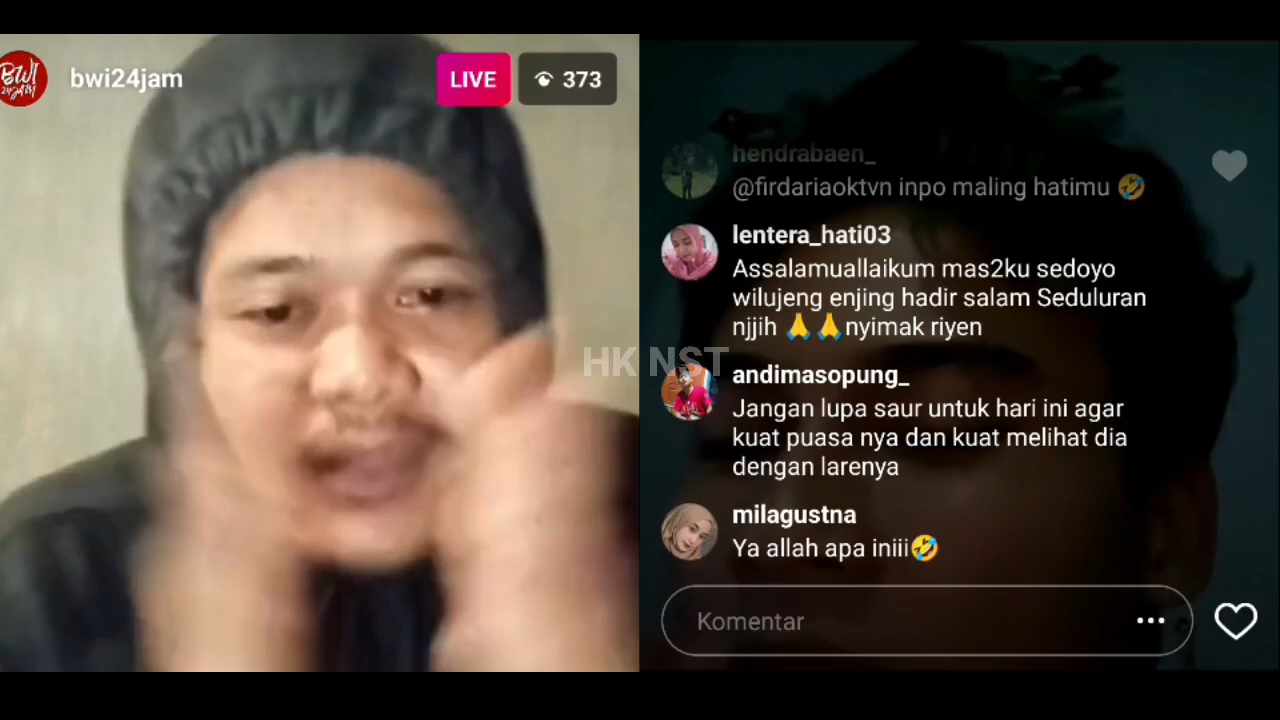 BWI
24JAM
bwi24jam
LIVE
373
hendrabaen_
@firdariaoktvn inpo maling hatimu 🤣
lentera_hati03
Assalamuallaikum mas2ku sedoyo
wilujeng enjing hadir salam Seduluran
njjih 🙏🙏nyimak riyen
HK NST
andimasopung_
Jangan lupa saur untuk hari ini agar
kuat puasa nya dan kuat melihat dia
dengan larenya
milagustna
Ya allah apa iniii🤣
Komentar